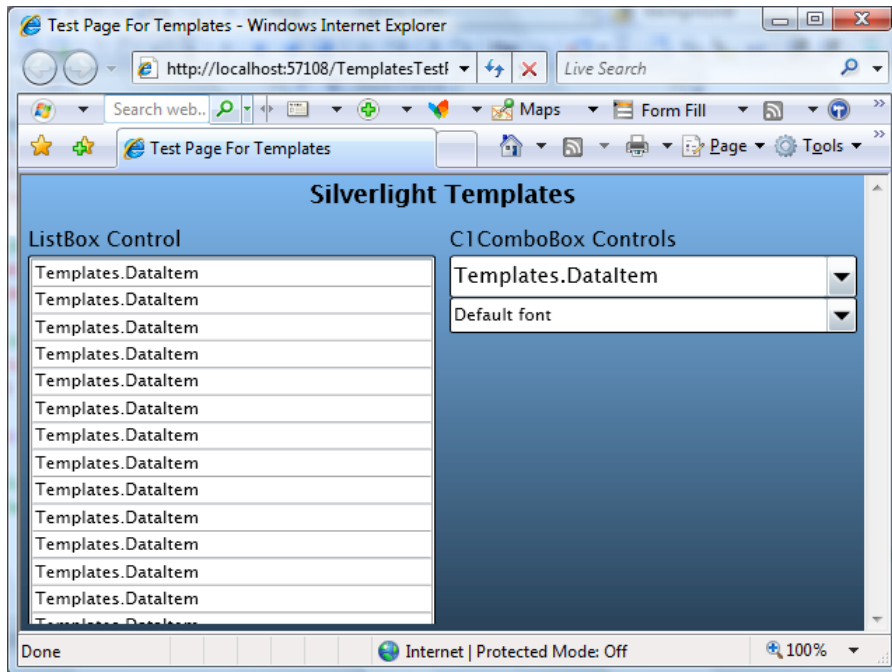 Test Page For Templates - Windows Internet Explorer
http://localhost:57108/TemplatesTestF
Live Search
Search web..
Maps
Form Fill
Test Page For Templates
Page
Tools
Silverlight Templates
ListBox Control
C1ComboBox Controls
Templates.DataItem
Templates.DataItem
Templates.DataItem
Default font
Templates.DataItem
Templates.DataItem
Templates.DataItem
Templates.DataItem
Templates.DataItem
Templates.DataItem
Templates.DataItem
Templates.DataItem
Templates.DataItem
Templates.DataItem
Templates.DataItem
Templates.DataItem
Done
Internet | Protected Mode: Off
100%